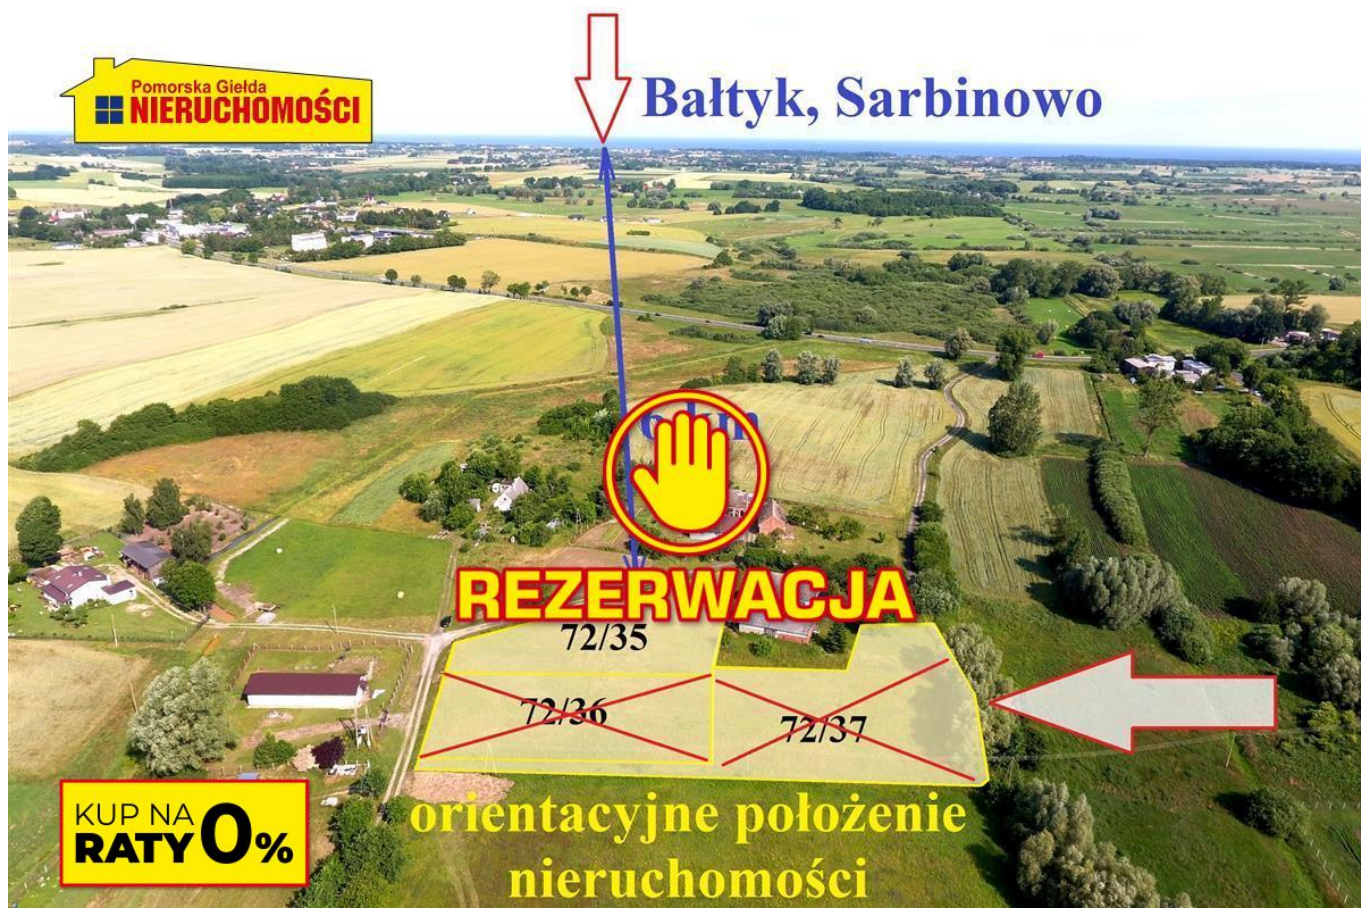 Pomorska Giełda
NIERUCHOMOŚCI
Bałtyk, Sarbinowo
km
REZERWACJA
72/35
72/36
72/37
KUP NA
RATY 0%
orientacyjne położenie
nieruchomości